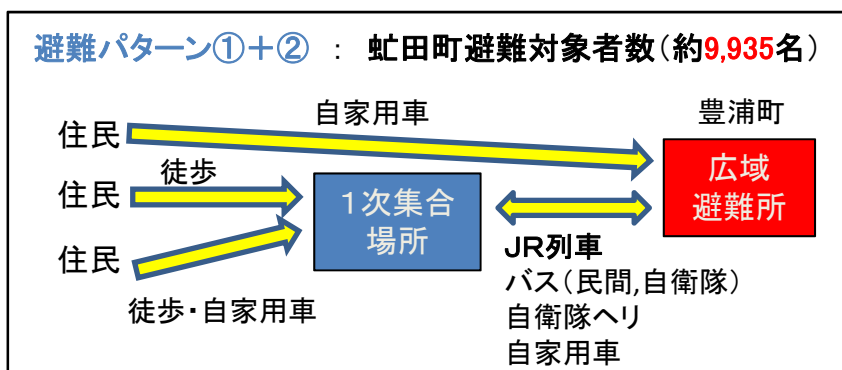 避難パターン①＋② ： 虻田町避難対象者数（約9,935名）
自家用車
豊浦町
住民
徒歩
広域
避難所
住民
１次集合
場所
住民
徒歩・自家用車
ＪＲ列車
バス（民間,自衛隊）
自衛隊ヘリ
自家用車